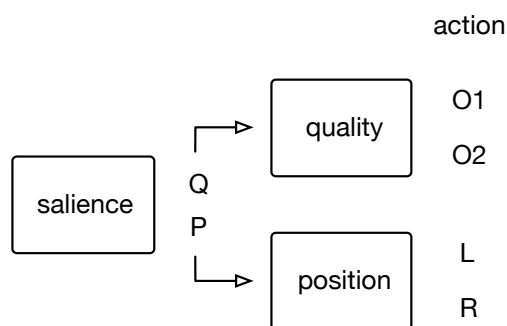 action
O1
quality
O2
Q
salience
P
L
position
R